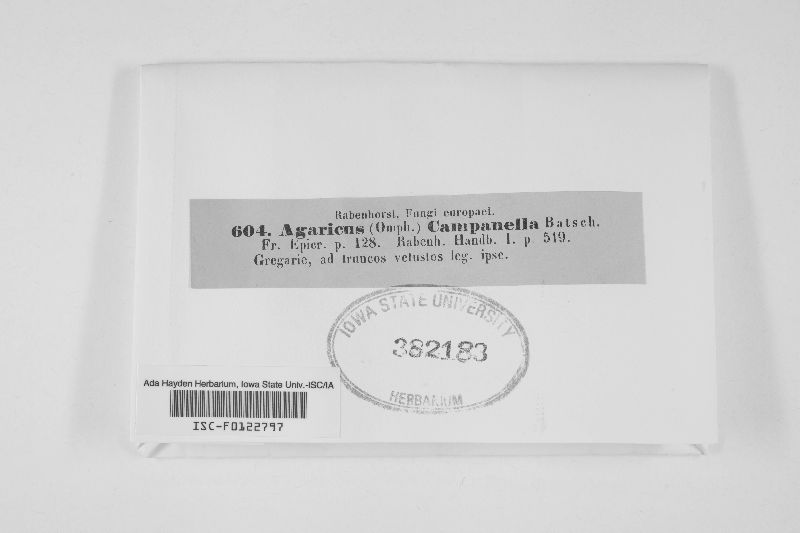 Rabenhorst, Fungi europaei.
604. Agaricus (Omph.) Campanella Batsch.
Fr. Epicr. p. 128. Rabenh. Handb. I. p. 519.
Gregarie, ad truncos vetustos leg. ipse.
IOWA STATE UNIVERSITY
382183
HERBARIUM
Ada Hayden Herbarium, Iowa State Univ.-ISC/IA
ISC-F0122797